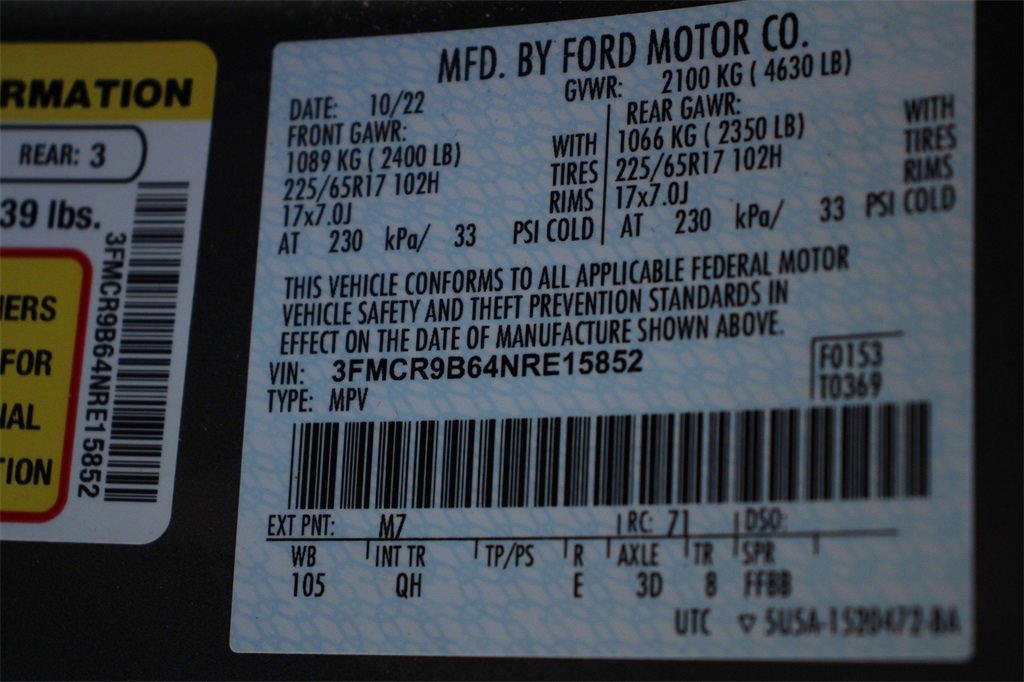 RMATION
REAR: 3
39 lbs.
IERS
FOR
IAL
TION
3FMCR9B64NRE15852
MFD. BY FORD MOTOR CO.
DATE: 10/22 GVWR: 2100 KG ( 4630 LB)
FRONT GAWR: REAR GAWR:
1089 KG ( 2400 LB) WITH 1066 KG ( 2350 LB) WITH
225/65R17 102H TIRES 225/65R17 102H TIRES
17x7.0J RIMS 17x7.0J RIMS
AT 230 kPa/ 33 PSI COLD AT 230 kPa/ 33 PSI COLD
THIS VEHICLE CONFORMS TO ALL APPLICABLE FEDERAL MOTOR
VEHICLE SAFETY AND THEFT PREVENTION STANDARDS IN
EFFECT ON THE DATE OF MANUFACTURE SHOWN ABOVE.
VIN: 3FMCR9B64NRE15852 F0153
TYPE: MPV T0369
EXT PNT: M7 RC: 71 DSO:
WB INT TR TP/PS R AXLE TR SPR
105 QH E 3D 8 FFBB
UTC ▽ 5U5A-1520472-BA